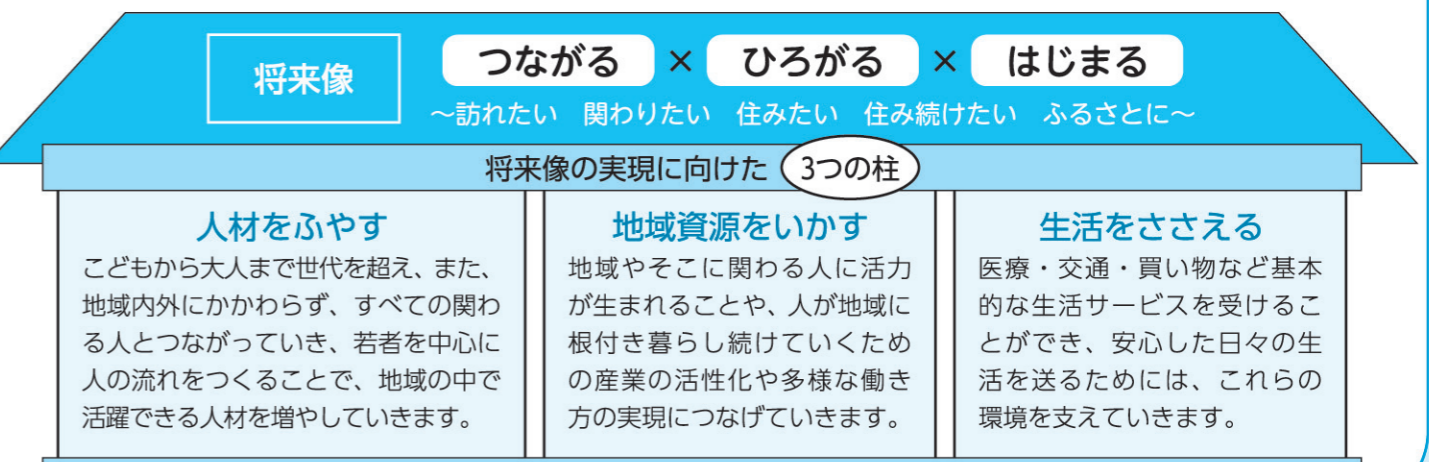 将来像 つながる × ひろがる × はじまる
～訪れたい 関わりたい 住みたい 住み続けたい ふるさとに～
将来像の実現に向けた 3つの柱
人材をふやす
こどもから大人まで世代を超え、また、
地域内外にかかわらず、すべての関わ
る人とつながっていき、若者を中心に
人の流れをつくることで、地域の中で
活躍できる人材を増やしていきます。
地域資源をいかす
地域やそこに関わる人に活力
が生まれることや、人が地域に
根付き暮らし続けていくため
の産業の活性化や多様な働き
方の実現につなげていきます。
生活をささえる
医療・交通・買い物など基本
的な生活サービスを受けるこ
とができ、安心した日々の生
活を送るためには、これらの
環境を支えていきます。